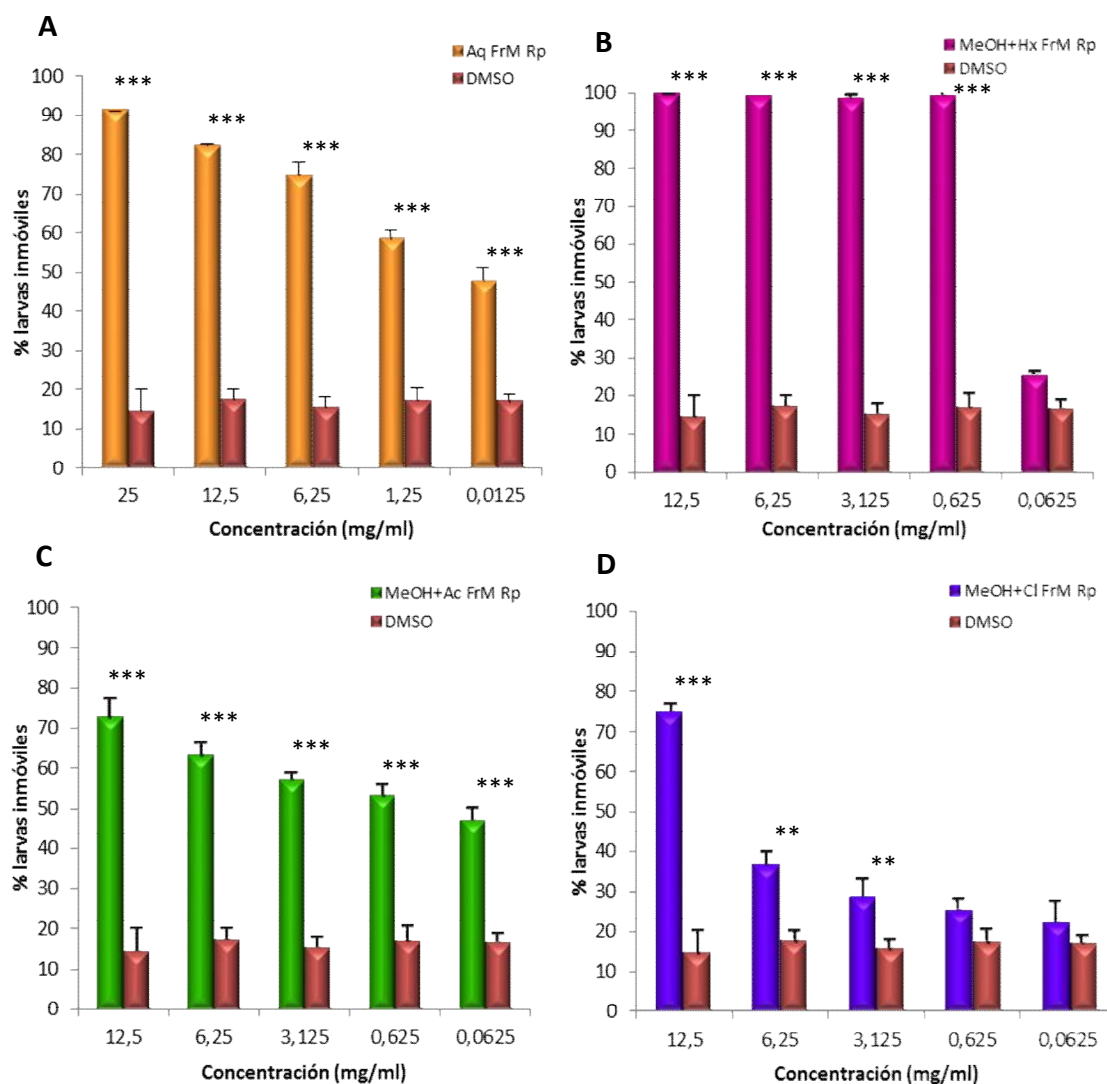 A
Aq FrM Rp
DMSO
100
90
80
70
60
50
40
30
20
10
0
% larvas inmóviles
***
***
***
***
***
25 12,5 6,25 1,25 0,0125
Concentración (mg/ml)
B
MeOH+Hx FrM Rp
DMSO
100
90
80
70
60
50
40
30
20
10
0
% larvas inmóviles
***
***
***
***
12,5 6,25 3,125 0,625 0,0625
Concentración (mg/ml)
C
MeOH+Ac FrM Rp
DMSO
100
90
80
70
60
50
40
30
20
10
0
% larvas inmóviles
***
***
***
***
***
12,5 6,25 3,125 0,625 0,0625
Concentración (mg/ml)
D
MeOH+Cl FrM Rp
DMSO
100
90
80
70
60
50
40
30
20
10
0
% larvas inmóviles
***
**
**
12,5 6,25 3,125 0,625 0,0625
Concentración (mg/ml)